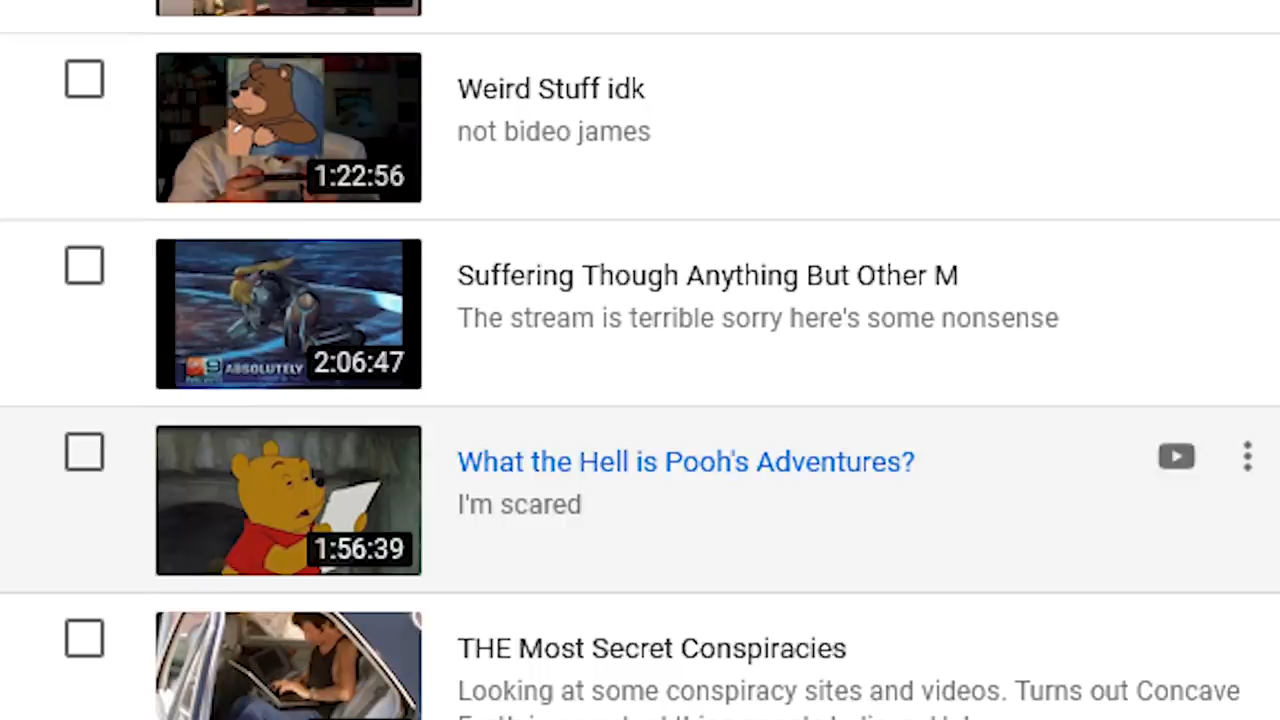 Weird Stuff idk
not bideo james
1:22:56
Suffering Though Anything But Other M
The stream is terrible sorry here's some nonsense
9 ABSOLUTELY
2:06:47
What the Hell is Pooh's Adventures?
I'm scared
1:56:39
THE Most Secret Conspiracies
Looking at some conspiracy sites and videos. Turns out Concave